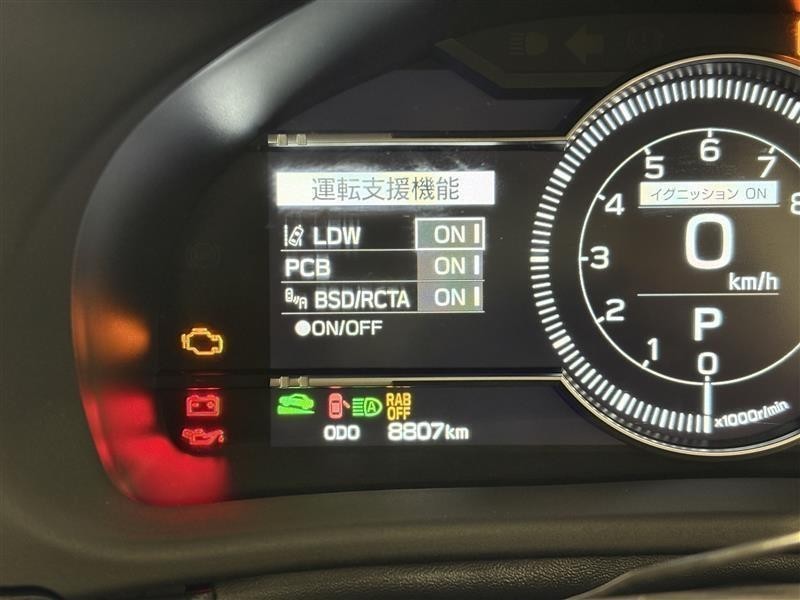 運転支援機能
LDW ON
PCB ON
BSD/RCTA ON
ON/OFF
RAB
OFF
ODO 8807km
イグニッション ON
0
km/h
P
0
1
2
3
4
5
6
7
8
x1000r/min
A